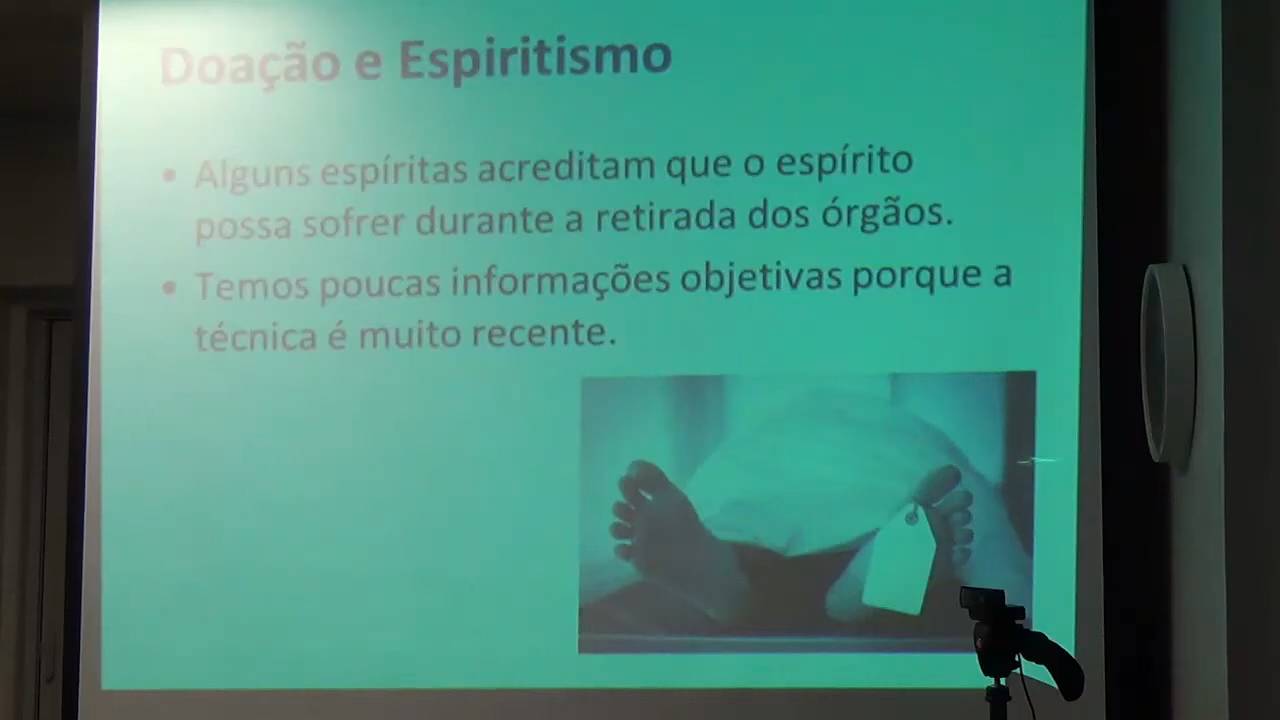 Doação e Espiritismo
• Alguns espíritas acreditam que o espírito
possa sofrer durante a retirada dos órgãos.
• Temos poucas informações objetivas porque a
técnica é muito recente.